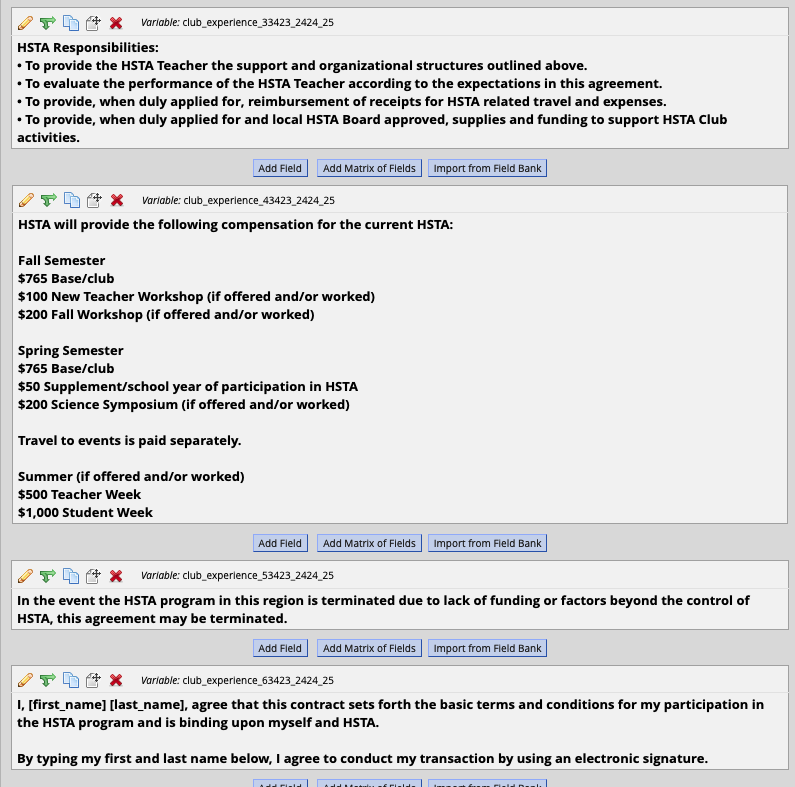 Variable: club_experience_33423_2424_25
HSTA Responsibilities:
• To provide the HSTA Teacher the support and organizational structures outlined above.
• To evaluate the performance of the HSTA Teacher according to the expectations in this agreement.
• To provide, when duly applied for, reimbursement of receipts for HSTA related travel and expenses.
• To provide, when duly applied for and local HSTA Board approved, supplies and funding to support HSTA Club
activities.
Add Field Add Matrix of Fields Import from Field Bank
Variable: club_experience_43423_2424_25
HSTA will provide the following compensation for the current HSTA:
Fall Semester
$765 Base/club
$100 New Teacher Workshop (if offered and/or worked)
$200 Fall Workshop (if offered and/or worked)
Spring Semester
$765 Base/club
$50 Supplement/school year of participation in HSTA
$200 Science Symposium (if offered and/or worked)
Travel to events is paid separately.
Summer (if offered and/or worked)
$500 Teacher Week
$1,000 Student Week
Add Field Add Matrix of Fields Import from Field Bank
Variable: club_experience_53423_2424_25
In the event the HSTA program in this region is terminated due to lack of funding or factors beyond the control of
HSTA, this agreement may be terminated.
Add Field Add Matrix of Fields Import from Field Bank
Variable: club_experience_63423_2424_25
I, [first_name] [last_name], agree that this contract sets forth the basic terms and conditions for my participation in
the HSTA program and is binding upon myself and HSTA.
By typing my first and last name below, I agree to conduct my transaction by using an electronic signature.
Add Field Add Matrix of Fields Import from Field Bank